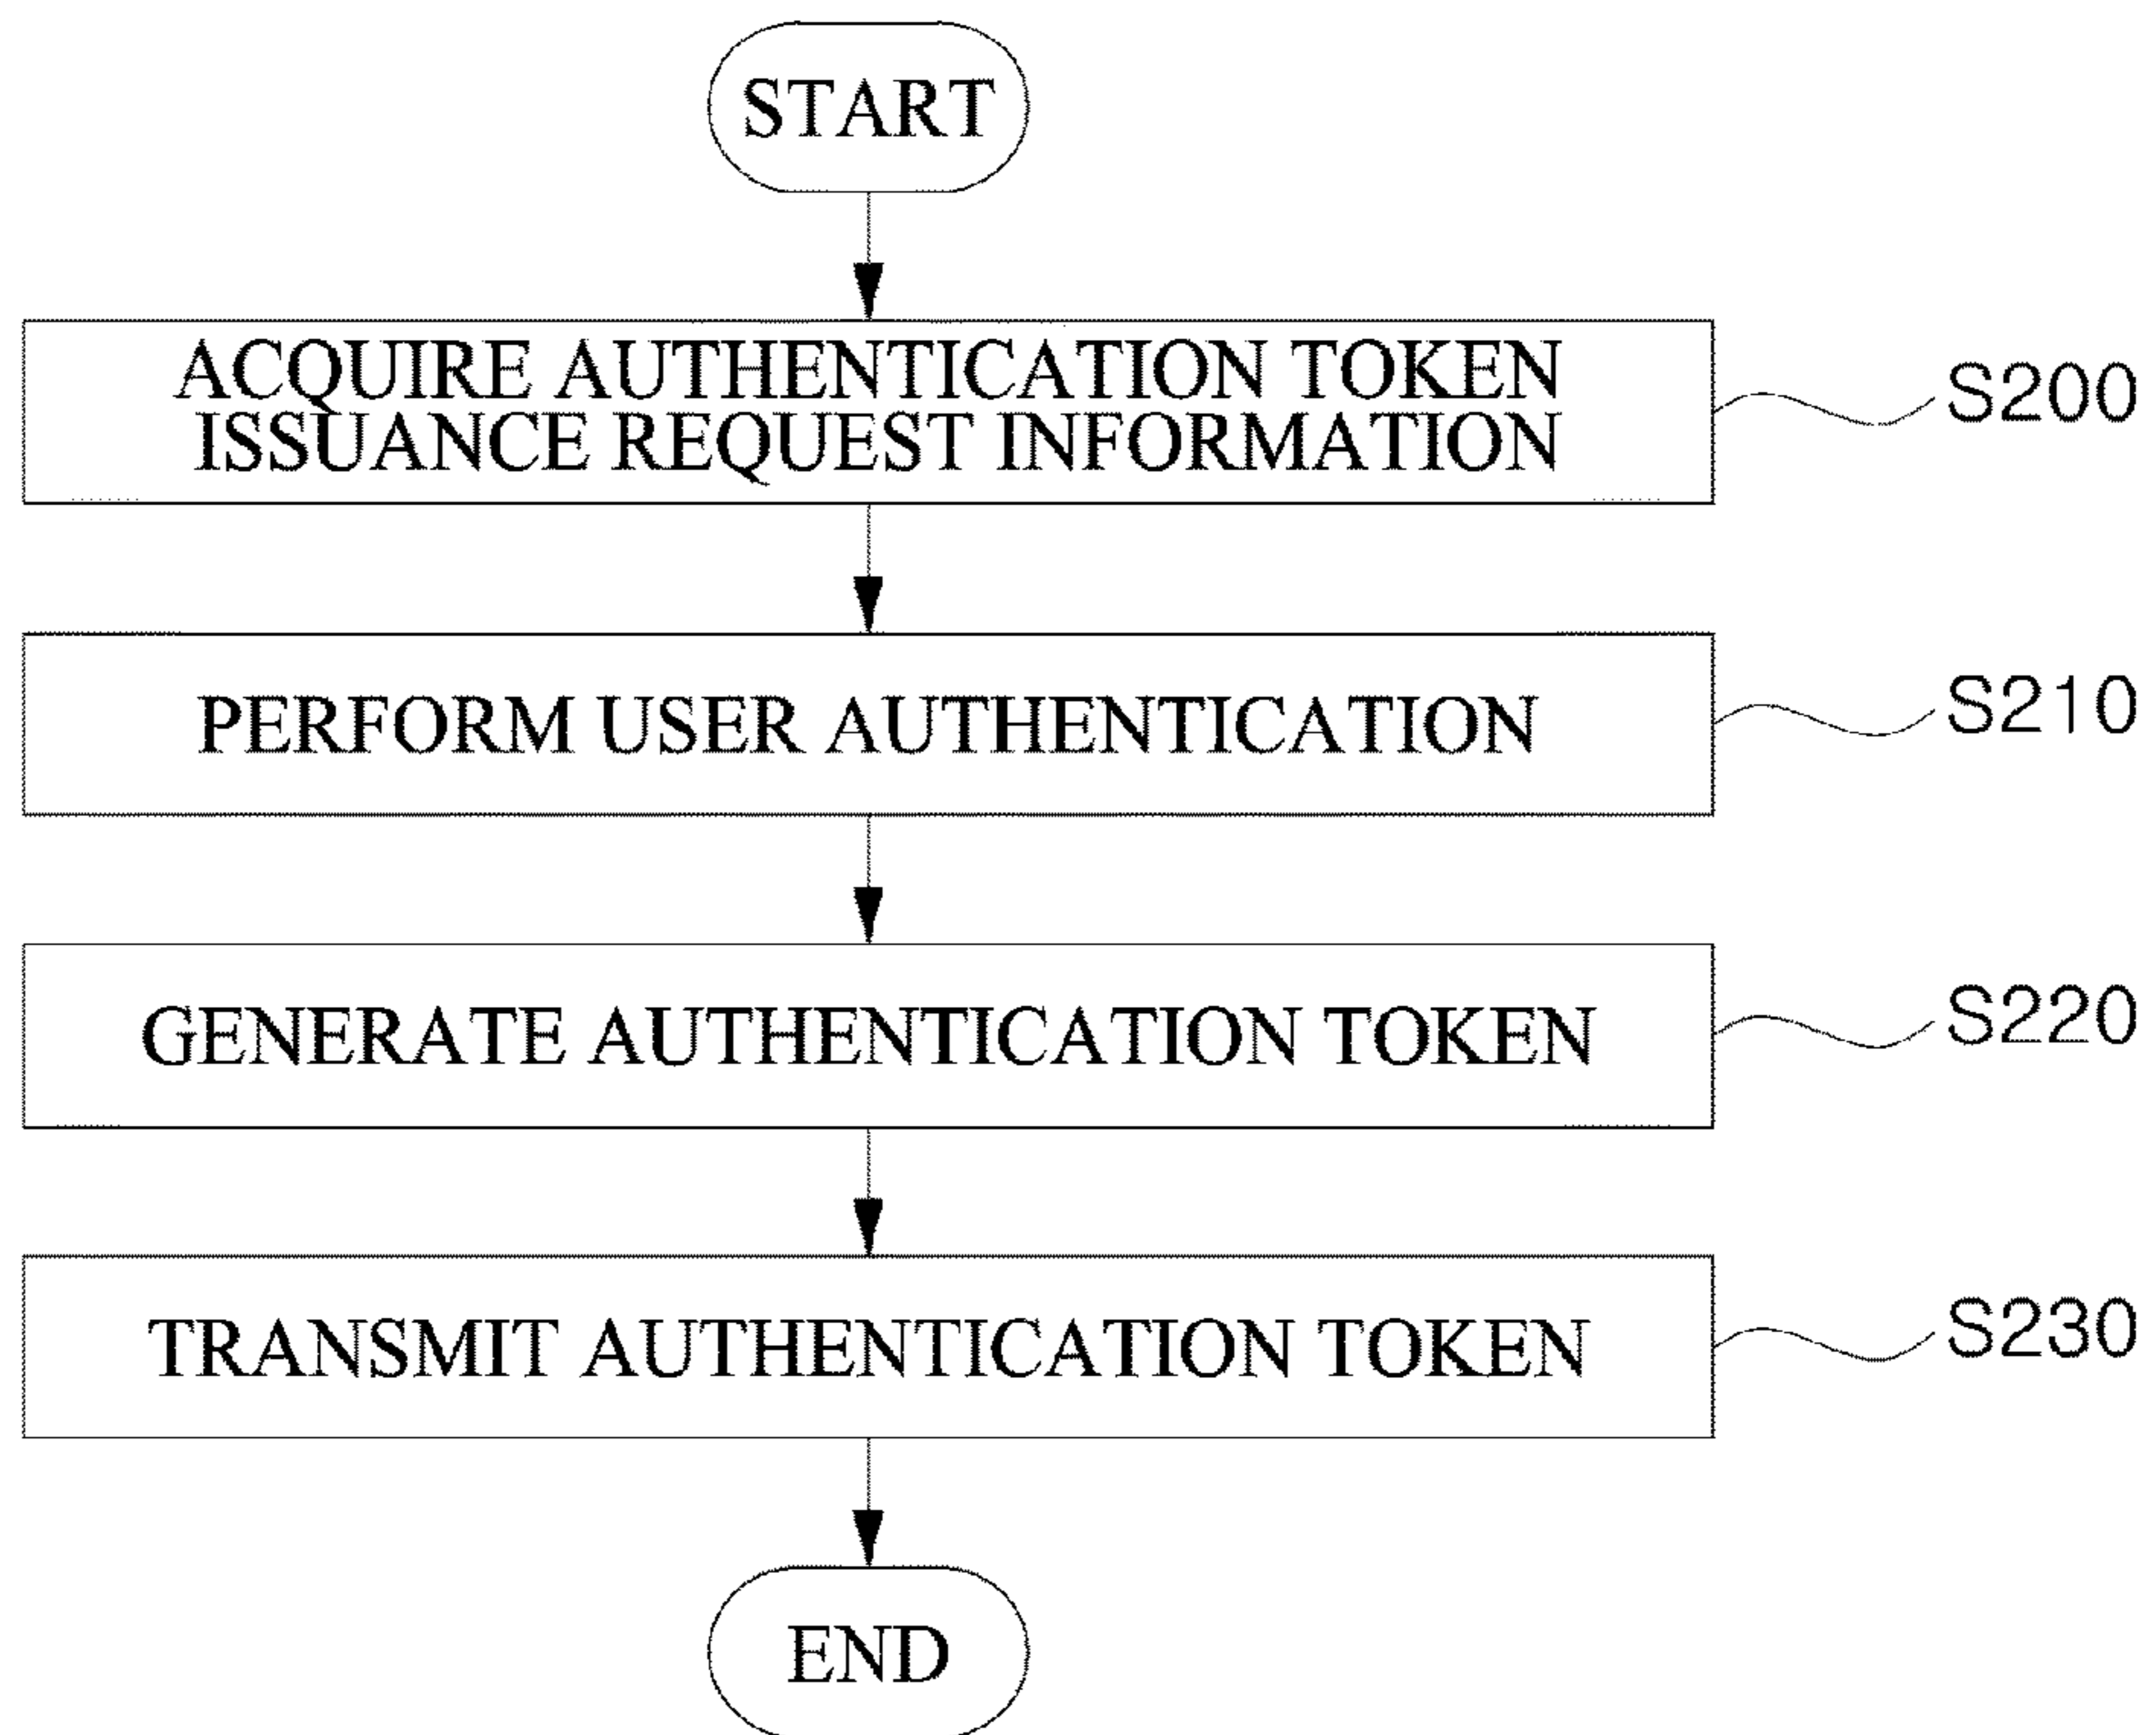 START
ACQUIRE AUTHENTICATION TOKEN
ISSUANCE REQUEST INFORMATION
S200
PERFORM USER AUTHENTICATION
S210
GENERATE AUTHENTICATION TOKEN
S220
TRANSMIT AUTHENTICATION TOKEN
S230
END